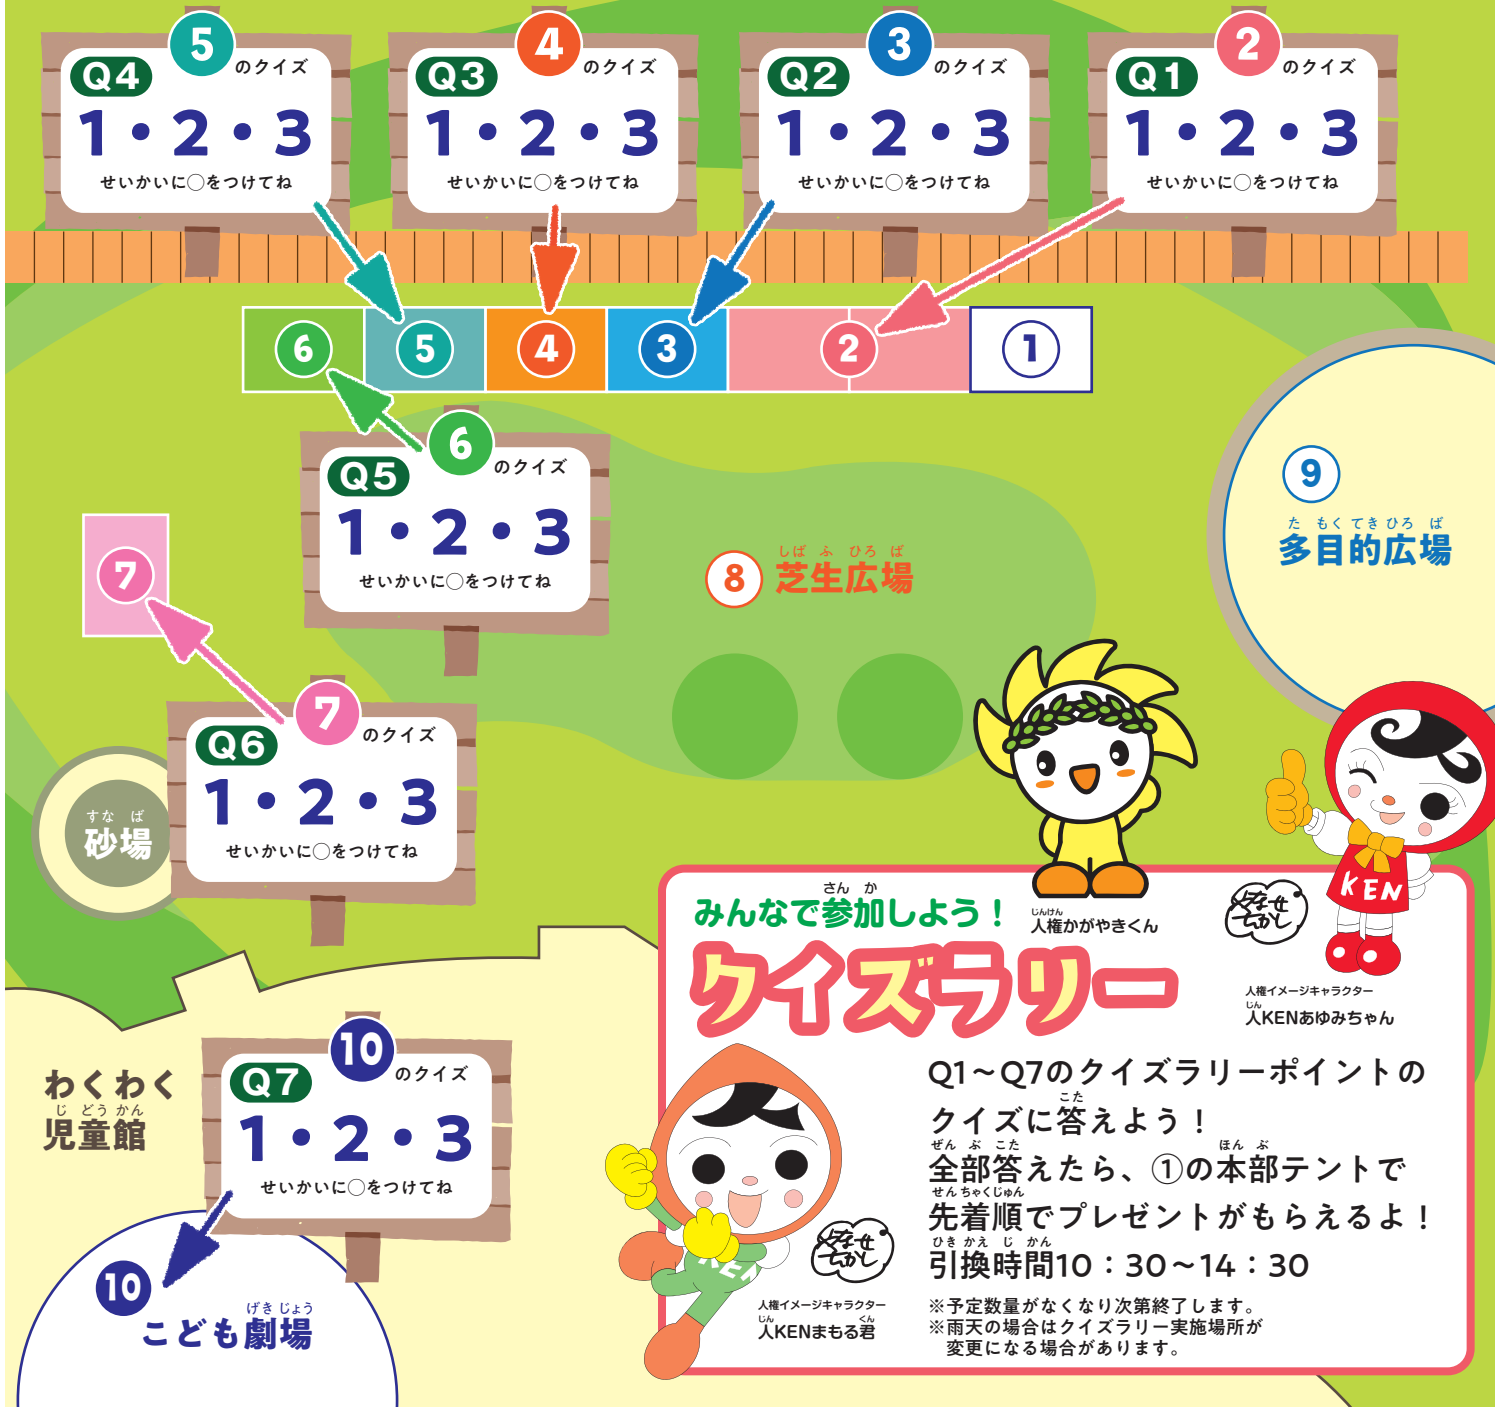 5
のクイズ
Q4
1・2・3
せいかいに○をつけてね
4
のクイズ
Q3
1・2・3
せいかいに○をつけてね
3
のクイズ
Q2
1・2・3
せいかいに○をつけてね
2
のクイズ
Q1
1・2・3
せいかいに○をつけてね
6
5
4
3
2
1
6
のクイズ
Q5
1・2・3
せいかいに○をつけてね
9
た もく てき ひろ ば
多目的広場
7
8
しば ふ ひろ ば
芝生広場
7
のクイズ
Q6
1・2・3
せいかいに○をつけてね
すな ば
砂場
KEN
さん か
みんなで参加しよう！
じんけん
人権かがやきくん
やなせたかし
クイズラリー
人権イメージキャラクター
じん
人KENあゆみちゃん
10
のクイズ
Q7
1・2・3
せいかいに○をつけてね
わくわく
じ どう かん
児童館
10
げき じょう
こども劇場
Q1～Q7のクイズラリーポイントの
こた
クイズに答えよう！
ぜん ぶ こた ほん ぶ
全部答えたら、①の本部テントで
せんちゃくじゅん
先着順でプレゼントがもらえるよ！
ひき かえ じ かん
引換時間10：30～14：30
※予定数量がなくなり次第終了します。
※雨天の場合はクイズラリー実施場所が
変更になる場合があります。
KEN
やなせたかし
人権イメージキャラクター
じん くん
人KENまもる君